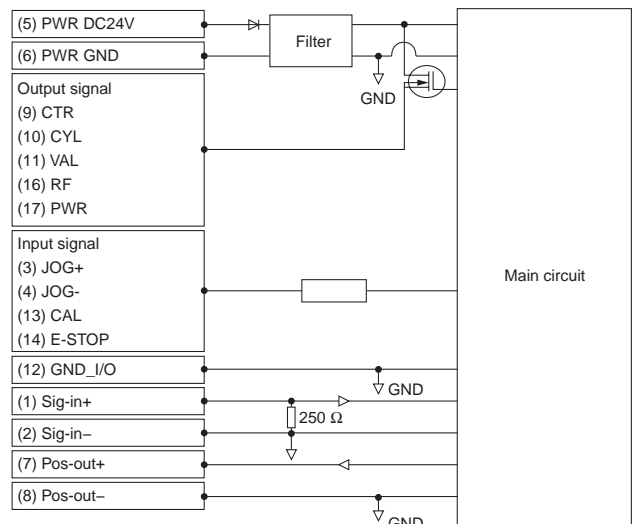 (5) PWR DC24V
(6) PWR GND
Filter
GND
Output signal
(9) CTR
(10) CYL
(11) VAL
(16) RF
(17) PWR
Input signal
(3) JOG+
(4) JOG-
(13) CAL
(14) E-STOP
Main circuit
(12) GND_I/O
GND
(1) Sig-in+
250 Ω
(2) Sig-in−
(7) Pos-out+
(8) Pos-out−
GND